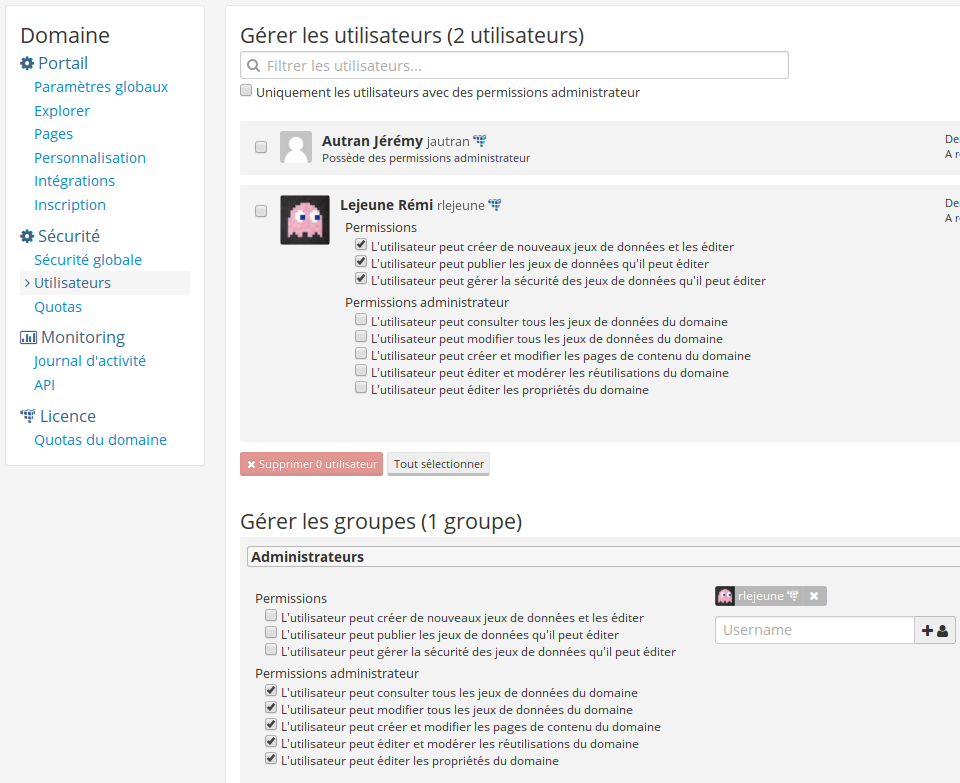 Domaine
Portail
Paramètres globaux
Explorer
Pages
Personnalisation
Intégrations
Inscription
Sécurité
Sécurité globale
Utilisateurs
Quotas
Monitoring
Journal d'activité
API
Licence
Quotas du domaine
Gérer les utilisateurs (2 utilisateurs)
Filtrer les utilisateurs...
Uniquement les utilisateurs avec des permissions administrateur
Autran Jérémy jautran
Possède des permissions administrateur
De
A r
Lejeune Rémi rlejeune
De
A r
Permissions
L'utilisateur peut créer de nouveaux jeux de données et les éditer
L'utilisateur peut publier les jeux de données qu'il peut éditer
L'utilisateur peut gérer la sécurité des jeux de données qu'il peut éditer
Permissions administrateur
L'utilisateur peut consulter tous les jeux de données du domaine
L'utilisateur peut modifier tous les jeux de données du domaine
L'utilisateur peut créer et modifier les pages de contenu du domaine
L'utilisateur peut éditer et modérer les réutilisations du domaine
L'utilisateur peut éditer les propriétés du domaine
Supprimer 0 utilisateur
Tout sélectionner
Gérer les groupes (1 groupe)
Administrateurs
Permissions
L'utilisateur peut créer de nouveaux jeux de données et les éditer
L'utilisateur peut publier les jeux de données qu'il peut éditer
L'utilisateur peut gérer la sécurité des jeux de données qu'il peut éditer
Permissions administrateur
L'utilisateur peut consulter tous les jeux de données du domaine
L'utilisateur peut modifier tous les jeux de données du domaine
L'utilisateur peut créer et modifier les pages de contenu du domaine
L'utilisateur peut éditer et modérer les réutilisations du domaine
L'utilisateur peut éditer les propriétés du domaine
rlejeune
Username